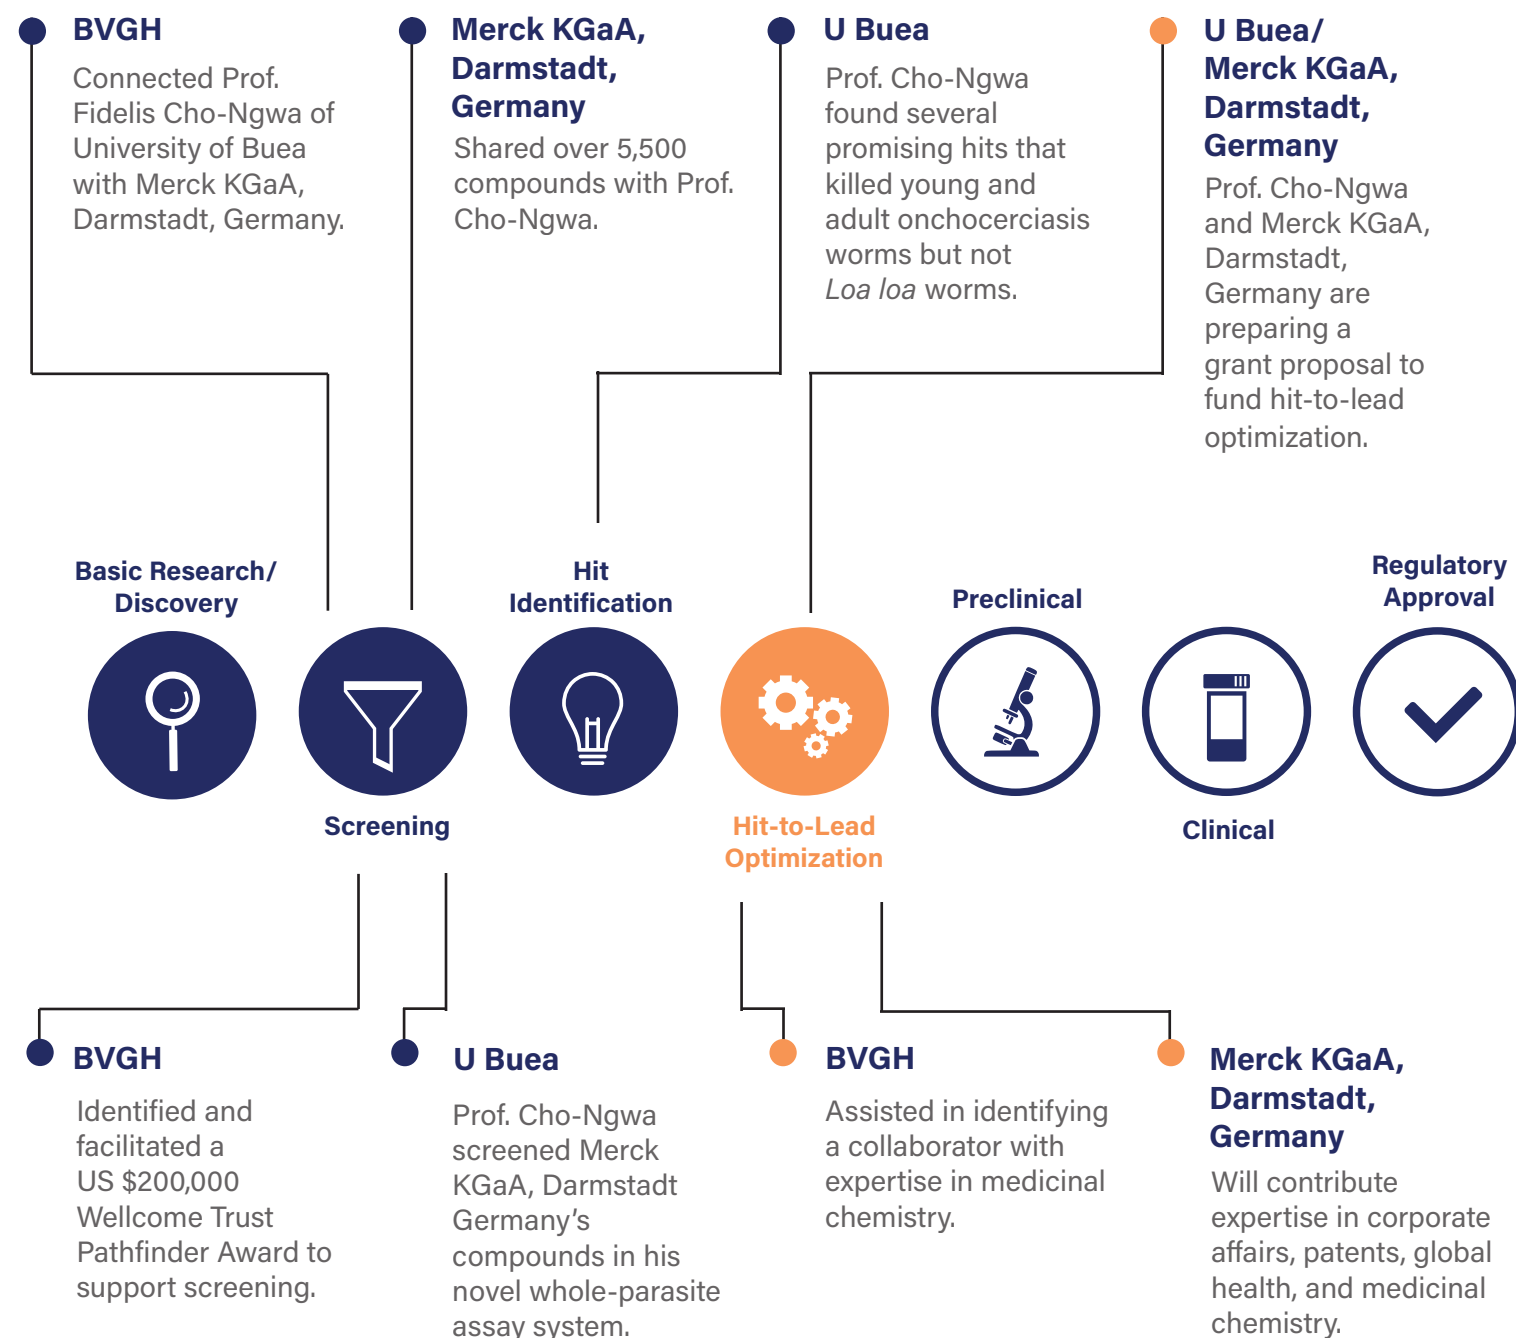 BVGH
Connected Prof.
Fidelis Cho-Ngwa of
University of Buea
with Merck KGaA,
Darmstadt, Germany.
Merck KGaA,
Darmstadt,
Germany
Shared over 5,500
compounds with Prof.
Cho-Ngwa.
U Buea
Prof. Cho-Ngwa
found several
promising hits that
killed young and
adult onchocerciasis
worms but not
Loa loa worms.
U Buea/
Merck KGaA,
Darmstadt,
Germany
Prof. Cho-Ngwa
and Merck KGaA,
Darmstadt,
Germany are
preparing a
grant proposal to
fund hit-to-lead
optimization.
Basic Research/
Discovery
Screening
Hit
Identification
Hit-to-Lead
Optimization
Preclinical
Clinical
Regulatory
Approval
BVGH
Identified and
facilitated a
US $200,000
Wellcome Trust
Pathfinder Award to
support screening.
U Buea
Prof. Cho-Ngwa
screened Merck
KGaA, Darmstadt
Germany’s
compounds in his
novel whole-parasite
assay system.
BVGH
Assisted in identifying
a collaborator with
expertise in medicinal
chemistry.
Merck KGaA,
Darmstadt,
Germany
Will contribute
expertise in corporate
affairs, patents, global
health, and medicinal
chemistry.